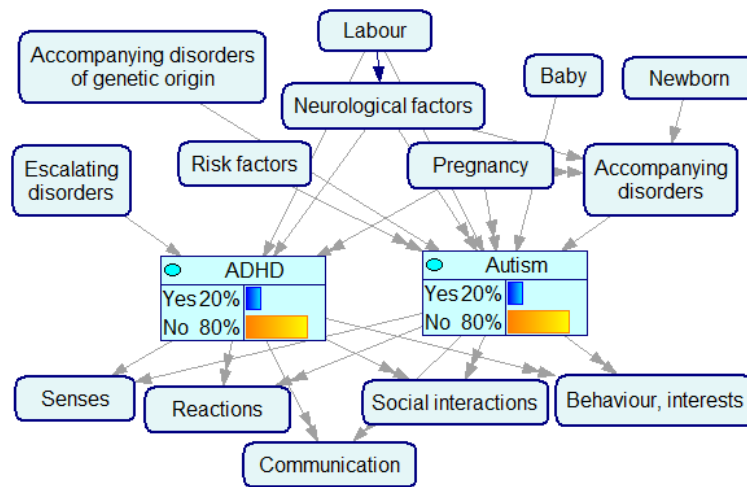 Labour
Accompanying disorders
of genetic origin
Baby
Newborn
Neurological factors
Escalating
disorders
Risk factors
Pregnancy
Accompanying
disorders
ADHD
Yes 20%
No 80%
Autism
Yes 20%
No 80%
Senses
Reactions
Social interactions
Behaviour, interests
Communication